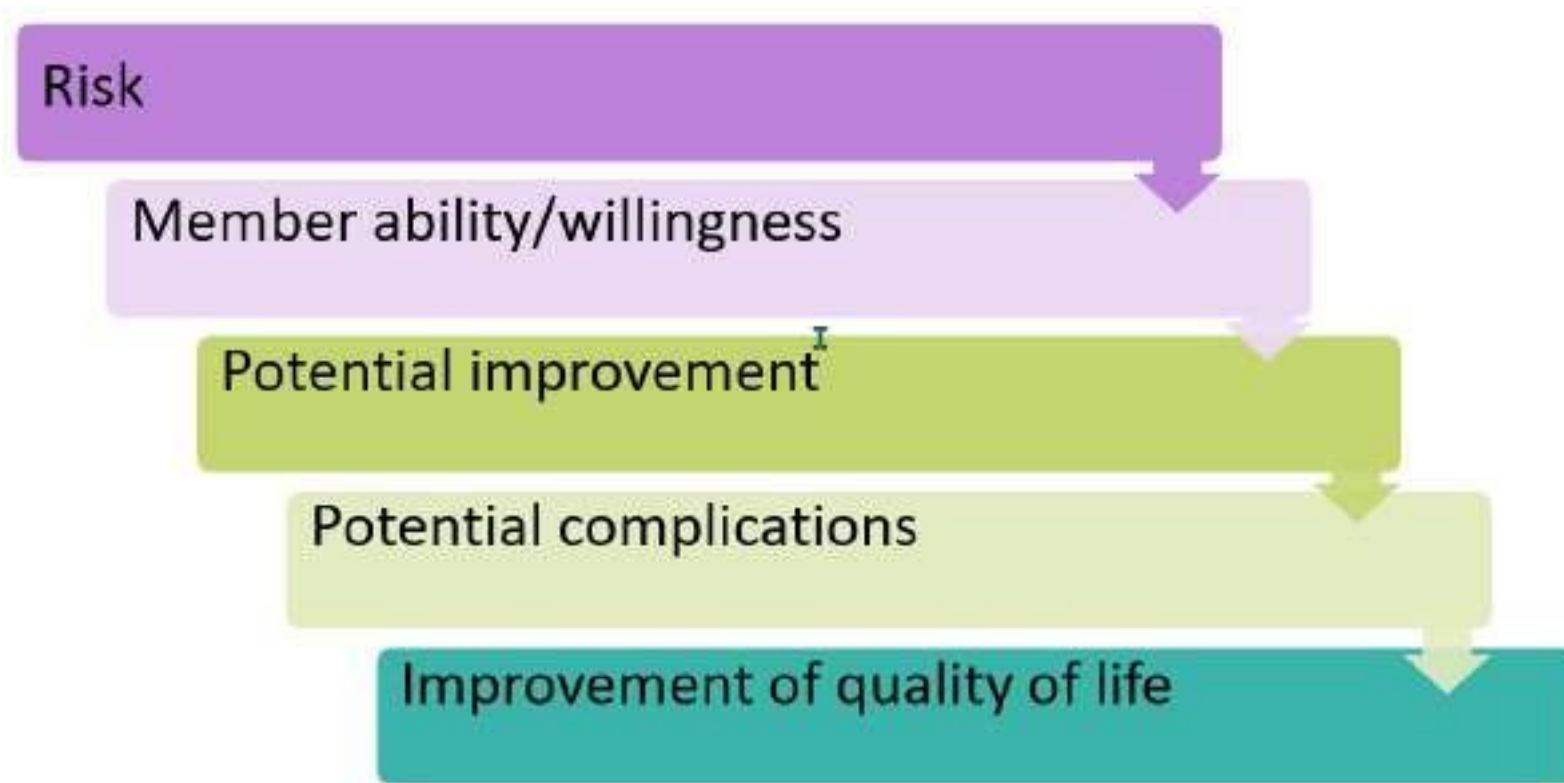 Risk
Member ability/willingness
Potential improvement
Potential complications
Improvement of quality of life